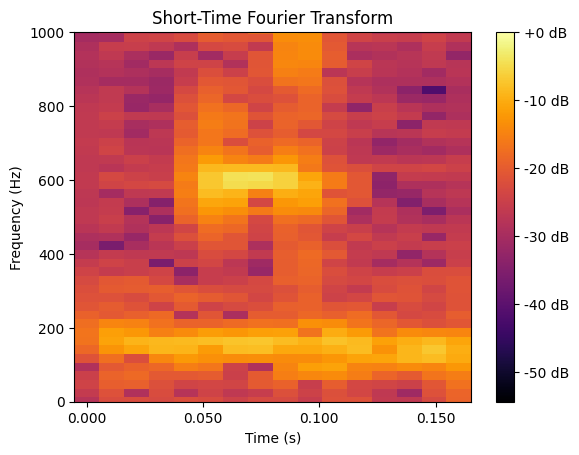 Short-Time Fourier Transform
Frequency (Hz)
1000
800
600
400
200
0
0.000
0.050
0.100
0.150
Time (s)
+0 dB
-10 dB
-20 dB
-30 dB
-40 dB
-50 dB